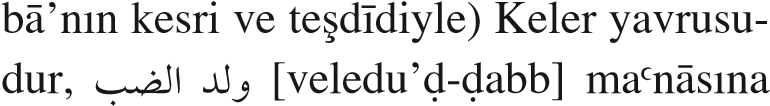 bā’nın kesri ve teşdīdiyle) Keler yavrusu-
dur, ولد الضب [veledu’ḍ-ḍabb] maʿnāsına